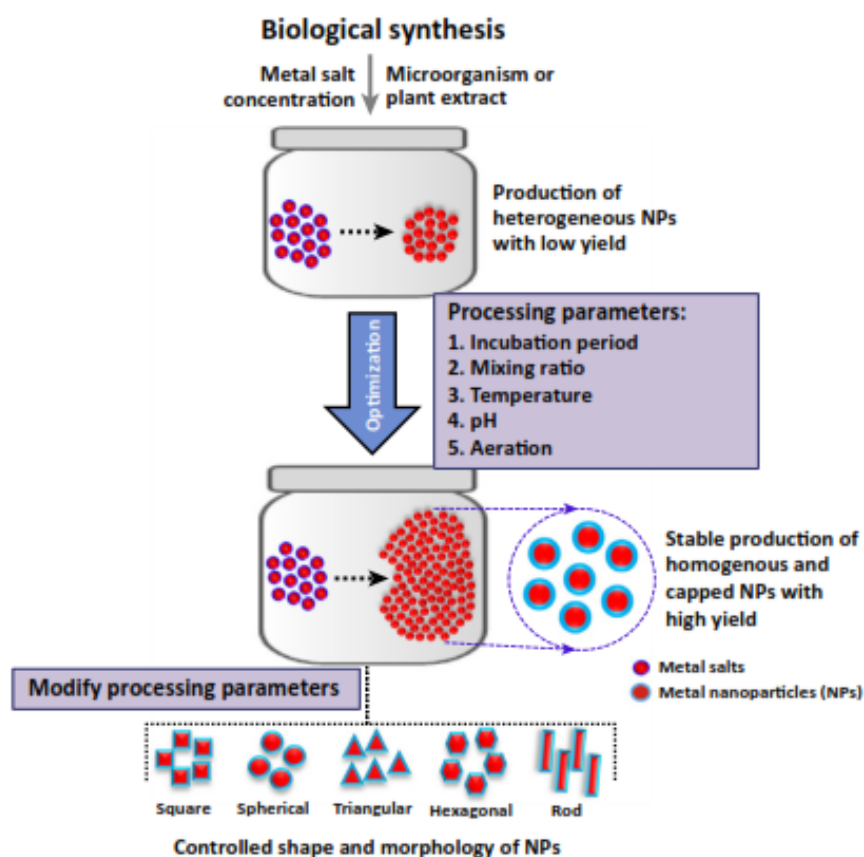 Biological synthesis
Metal salt
concentration
Microorganism or
plant extract
Production of
heterogeneous NPs
with low yield
Optimization
Processing parameters:
1. Incubation period
2. Mixing ratio
3. Temperature
4. pH
5. Aeration
Stable production of
homogenous and
capped NPs with
high yield
Metal salts
Metal nanoparticles (NPs)
Modify processing parameters
Square
Spherical
Triangular
Hexagonal
Rod
Controlled shape and morphology of NPs